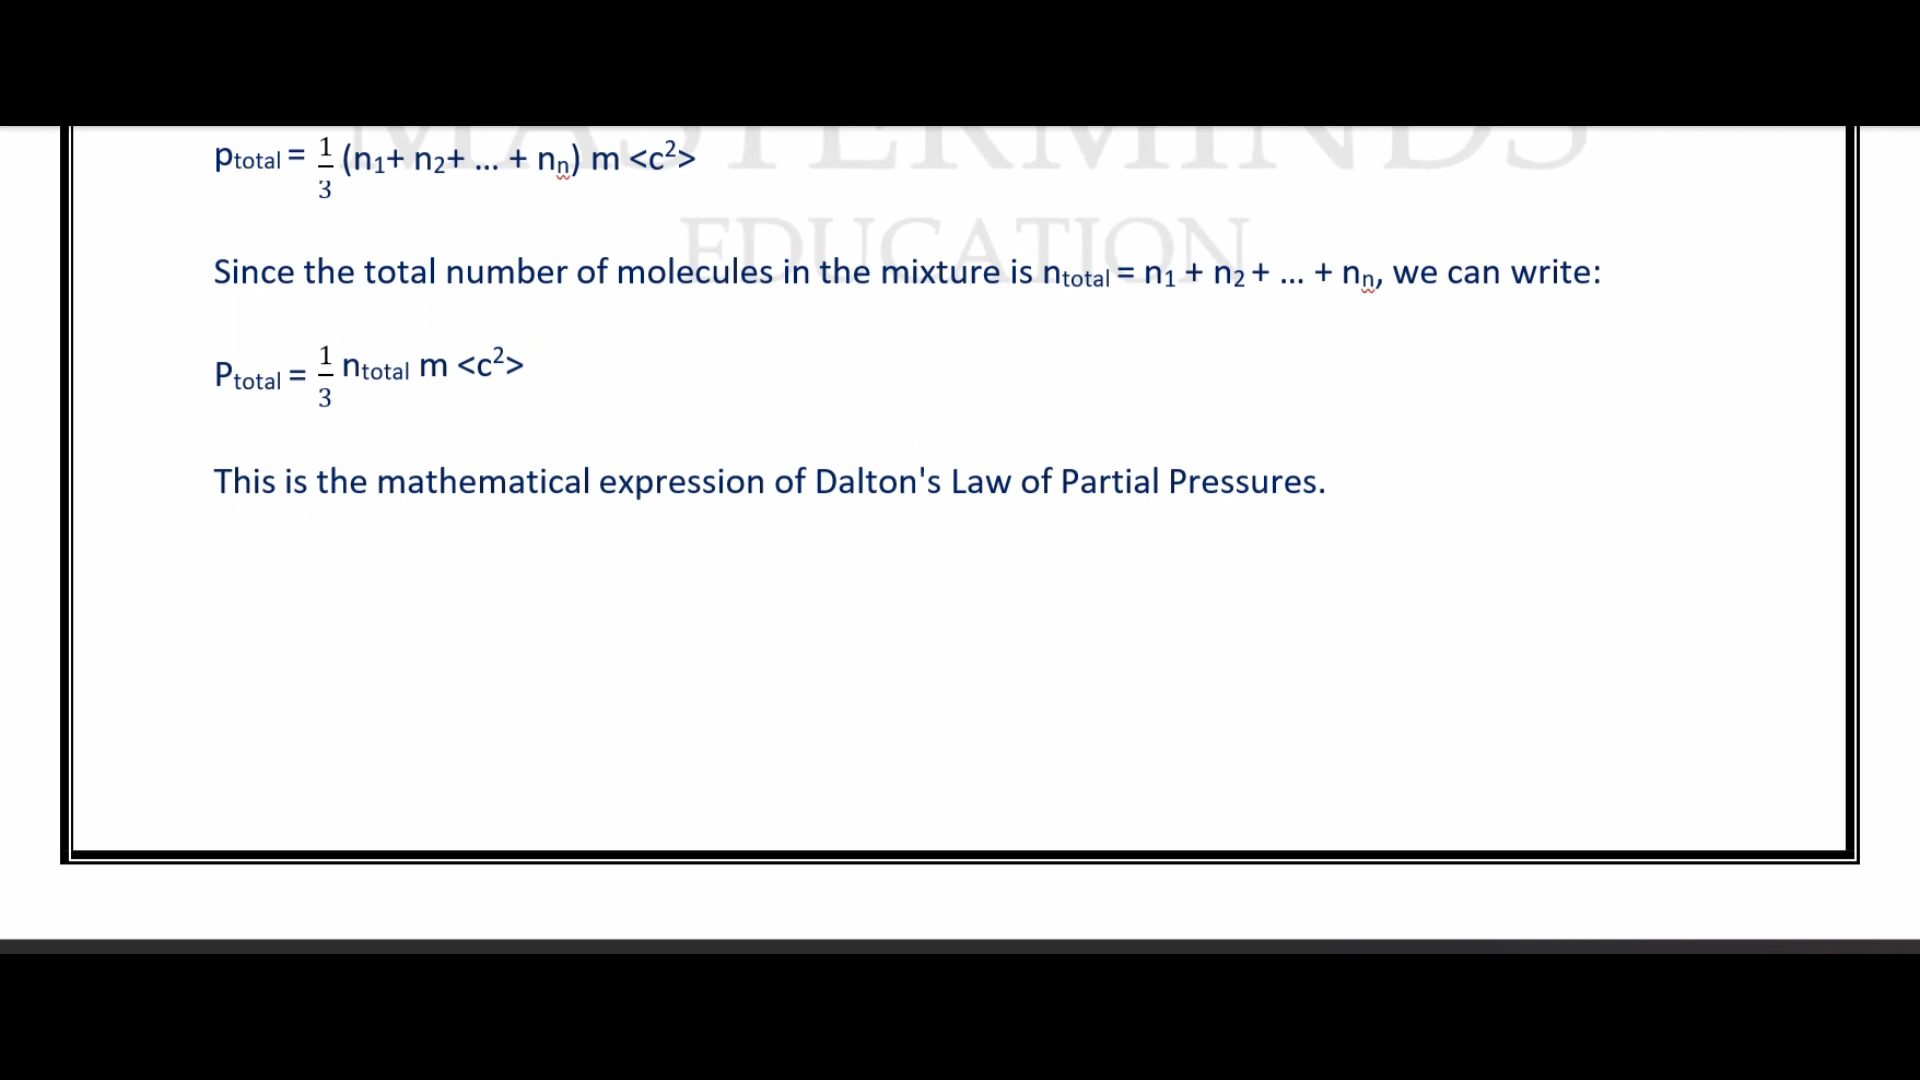 MASTERMINDS
EDUCATION
pₜₒₜₐₗ = 1/3 (n₁+ n₂+ ... + nₙ) m <c²>
Since the total number of molecules in the mixture is nₜₒₜₐₗ = n₁ + n₂ + ... + nₙ, we can write:
Pₜₒₜₐₗ = 1/3 nₜₒₜₐₗ m <c²>
This is the mathematical expression of Dalton's Law of Partial Pressures.